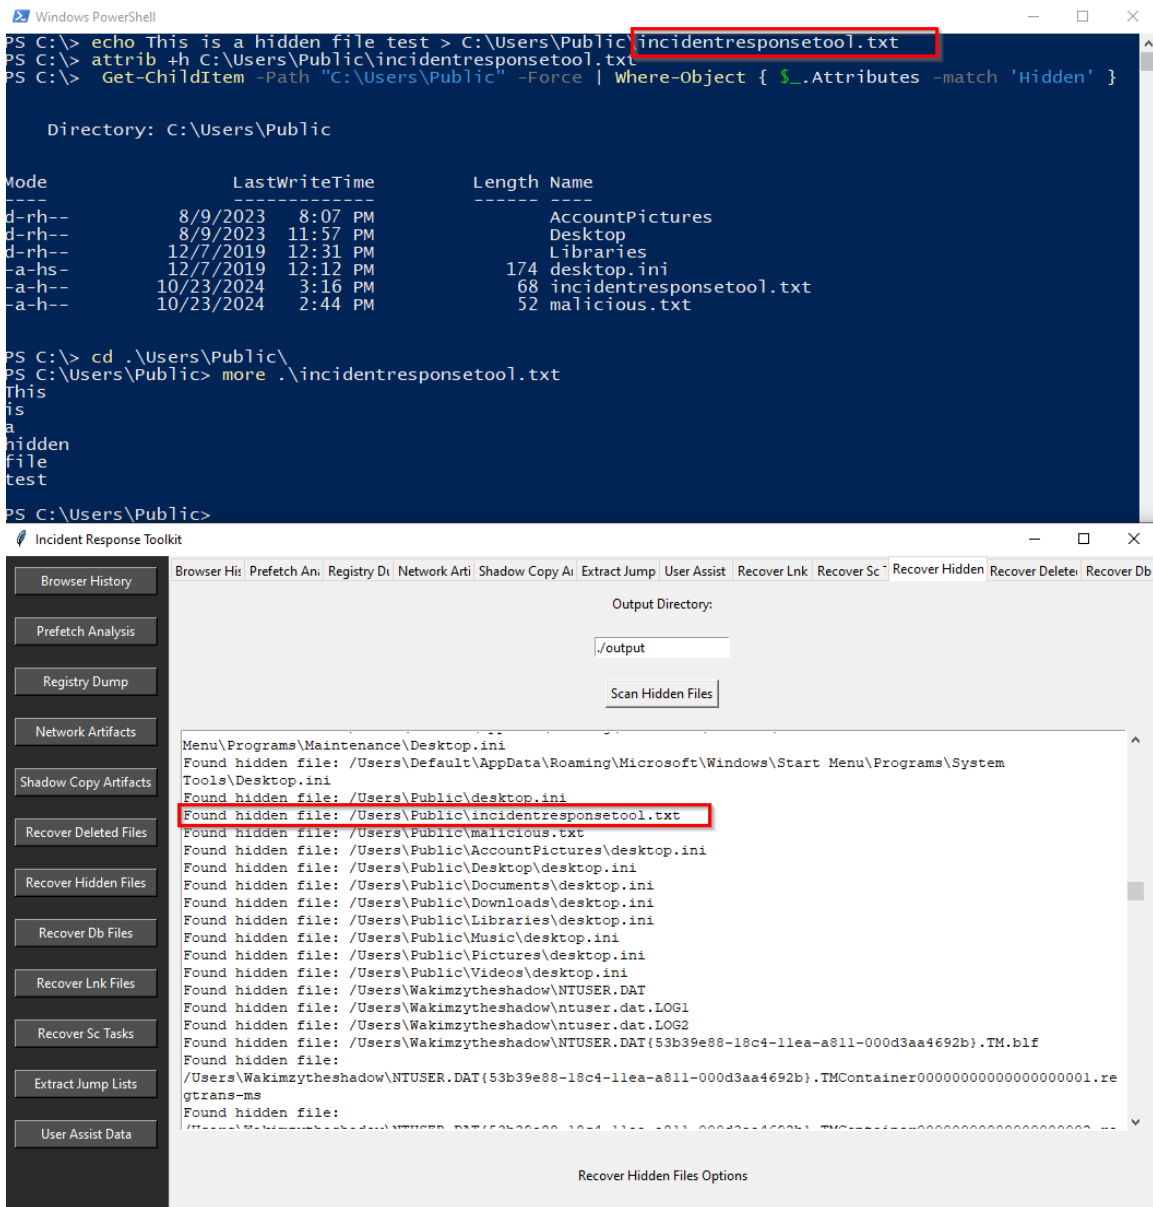 Windows PowerShell
PS C:\> echo This is a hidden file test > C:\Users\Public\incidentresponsetool.txt
PS C:\> attrib +h C:\Users\Public\incidentresponsetool.txt
PS C:\>  Get-ChildItem -Path "C:\Users\Public" -Force | Where-Object { $_.Attributes -match 'Hidden' }
Directory: C:\Users\Public
Mode LastWriteTime Length Name
---- ------------- ------ ----
d-rh-- 8/9/2023 8:07 PM AccountPictures
d-rh-- 8/9/2023 11:57 PM Desktop
d-rh-- 12/7/2019 12:31 PM Libraries
-a-hs- 12/7/2019 12:12 PM 174 desktop.ini
-a-h-- 10/23/2024 3:16 PM 68 incidentresponsetool.txt
-a-h-- 10/23/2024 2:44 PM 52 malicious.txt
PS C:\> cd .\Users\Public\
PS C:\Users\Public> more .\incidentresponsetool.txt
This
is
a
hidden
file
test
PS C:\Users\Public>
Incident Response Toolkit
Browser His Prefetch Ana Registry Du Network Arti Shadow Copy Ar Extract Jump User Assist Recover Lnk Recover Sc T Recover Hidden Recover Deleted Recover Db
Browser History
Prefetch Analysis
Registry Dump
Network Artifacts
Shadow Copy Artifacts
Recover Deleted Files
Recover Hidden Files
Recover Db Files
Recover Lnk Files
Recover Sc Tasks
Extract Jump Lists
User Assist Data
Output Directory:
./output
Scan Hidden Files
Menu\Programs\Maintenance\Desktop.ini
Found hidden file: /Users\Default\AppData\Roaming\Microsoft\Windows\Start Menu\Programs\System
Tools\Desktop.ini
Found hidden file: /Users\Public\desktop.ini
Found hidden file: /Users\Public\incidentresponsetool.txt
Found hidden file: /Users\Public\malicious.txt
Found hidden file: /Users\Public\AccountPictures\desktop.ini
Found hidden file: /Users\Public\Desktop\desktop.ini
Found hidden file: /Users\Public\Documents\desktop.ini
Found hidden file: /Users\Public\Downloads\desktop.ini
Found hidden file: /Users\Public\Libraries\desktop.ini
Found hidden file: /Users\Public\Music\desktop.ini
Found hidden file: /Users\Public\Pictures\desktop.ini
Found hidden file: /Users\Public\Videos\desktop.ini
Found hidden file: /Users\Wakimzytheshadow\NTUSER.DAT
Found hidden file: /Users\Wakimzytheshadow\ntuser.dat.LOG1
Found hidden file: /Users\Wakimzytheshadow\ntuser.dat.LOG2
Found hidden file: /Users\Wakimzytheshadow\NTUSER.DAT{53b39e88-18c4-11ea-a811-000d3aa4692b}.TM.blf
Found hidden file:
/Users\Wakimzytheshadow\NTUSER.DAT{53b39e88-18c4-11ea-a811-000d3aa4692b}.TMContainer00000000000000000001.re
gtrans-ms
Found hidden file:
Recover Hidden Files Options